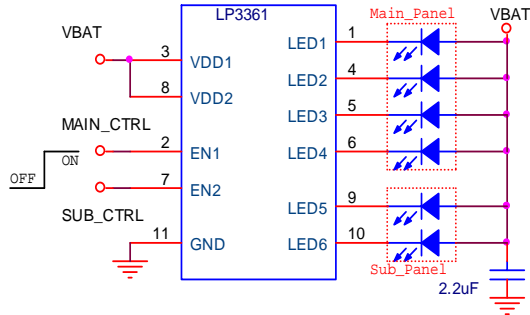 LP3361
Main_Panel
VBAT
VBAT
3
VDD1
LED1
1
8
VDD2
LED2
4
LED3
5
MAIN_CTRL
ON
2
EN1
LED4
6
OFF
7
EN2
SUB_CTRL
LED5
9
11
GND
LED6
10
Sub_Panel
2.2uF